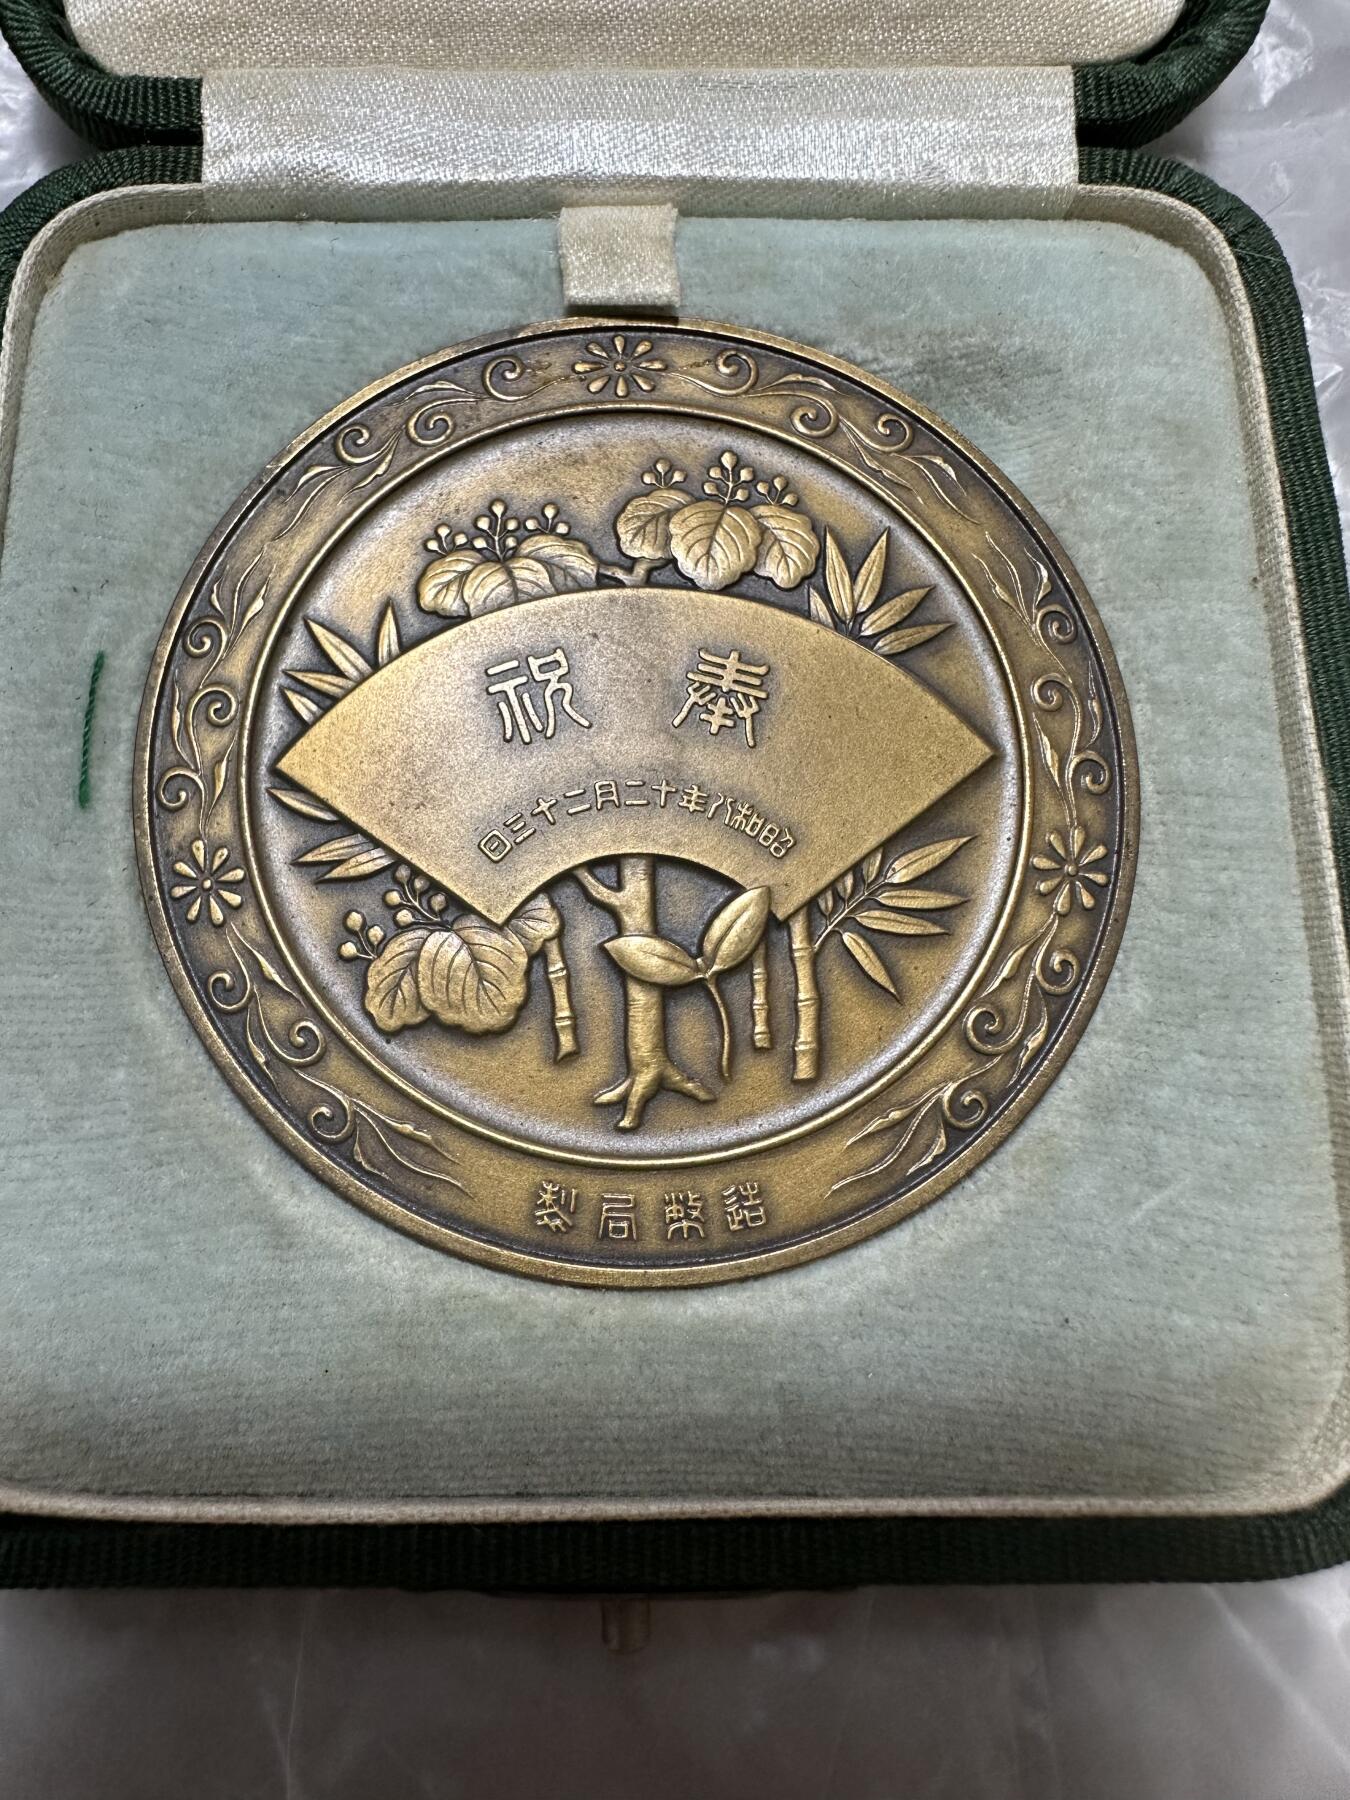 奉祝
昭和八年十二月二十三日
造幣局製